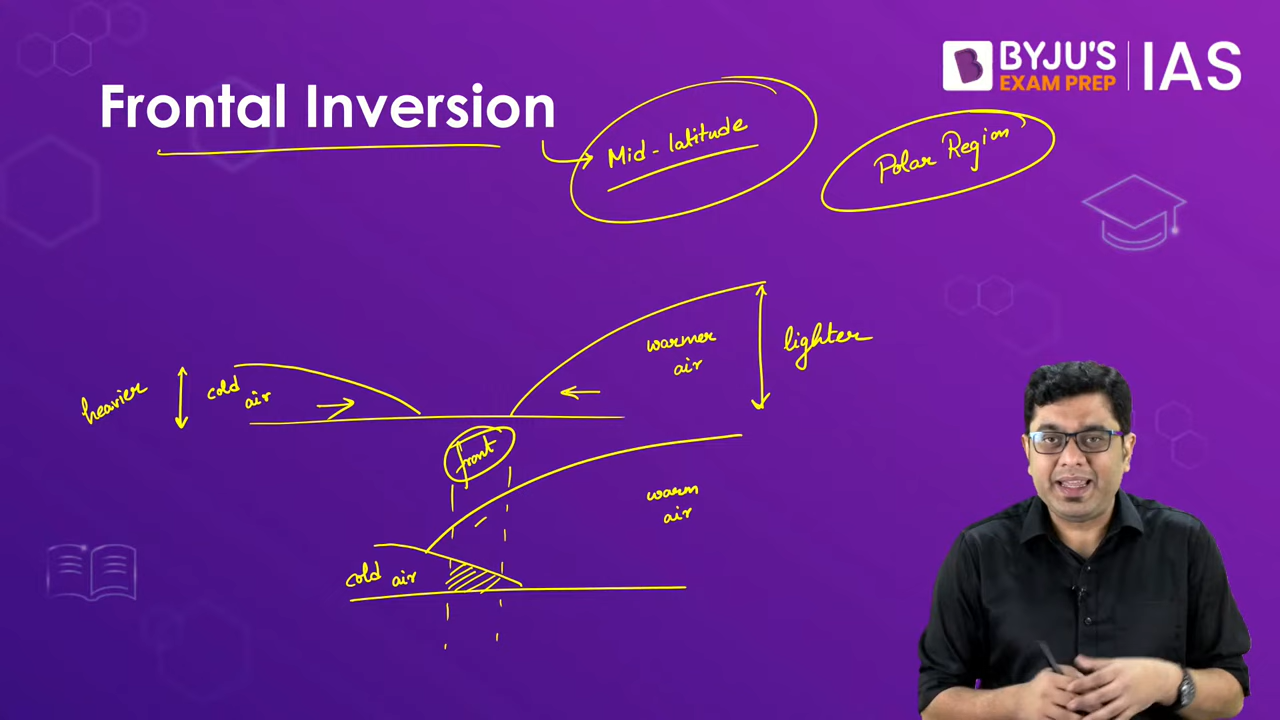 BYJU'S
EXAM PREP
IAS
Frontal Inversion
Mid-latitude
Polar Region
heavier
cold
air
warmer
air
lighter
front
warm
air
cold air